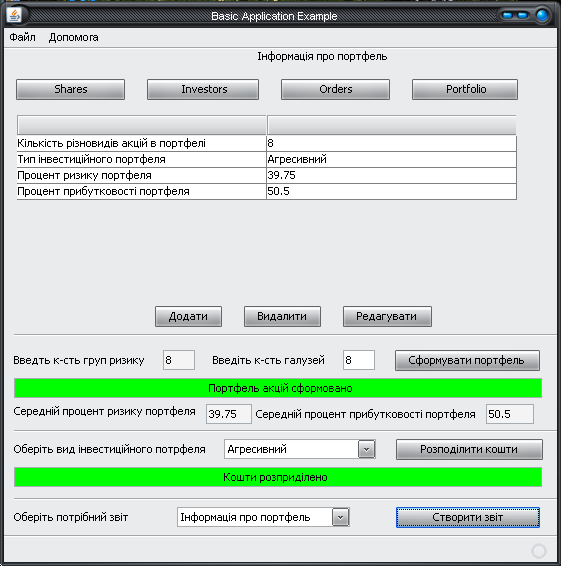 Basic Application Example
Файл Допомога
Інформація про портфель
Shares Investors Orders Portfolio
Кількість різновидів акцій в портфелі 8
Тип інвестиційного портфеля Агресивний
Процент ризику портфеля 39.75
Процент прибутковості портфеля 50.5
Додати Видалити Редагувати
Введть к-сть груп ризику 8 Введіть к-сть галузей 8 Сформувати портфель
Портфель акцій сформовано
Середній процент ризику портфеля 39.75 Середній процент прибутковості портфеля 50.5
Оберіть вид інвестиційного потрфеля Агресивний Розподілити кошти
Кошти розприділено
Оберіть потрібний звіт Інформація про портфель Створити звіт